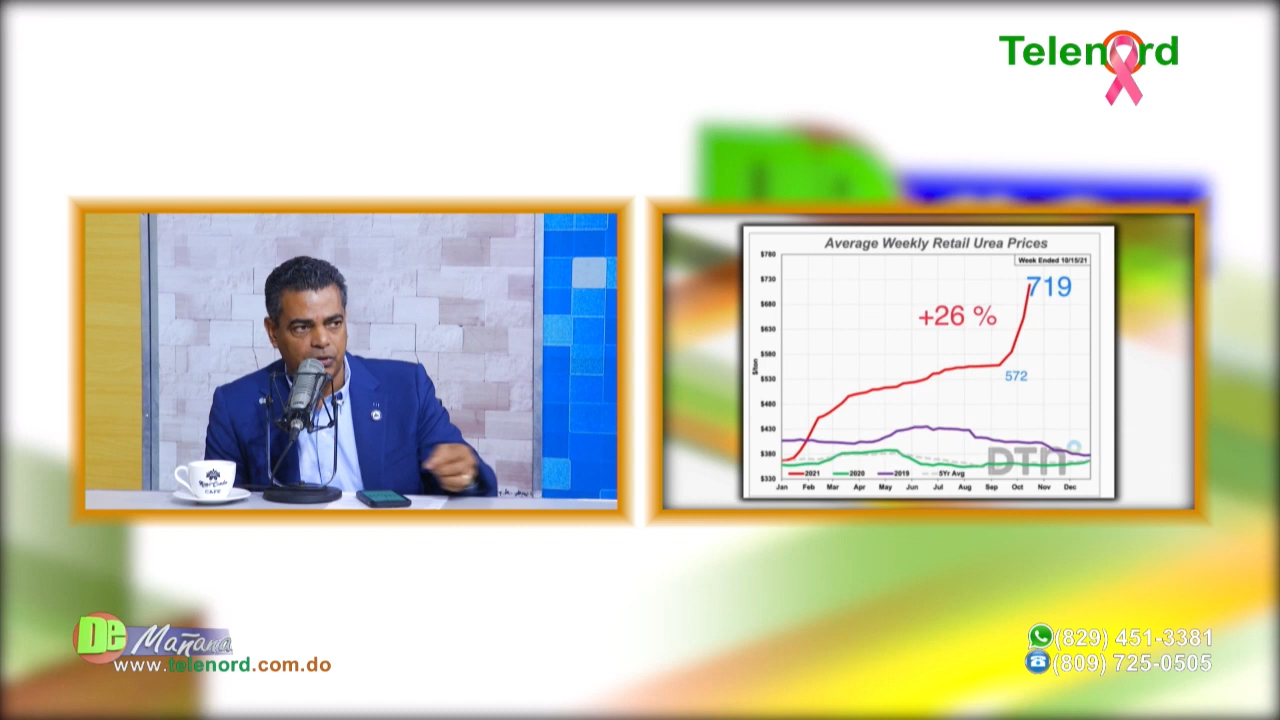 Telenord
Average Weekly Retail Urea Prices
$780
Week Ended 10/15/21
$730
719
$680
+26 %
$630
$580
$/ton
572
$530
$480
$430
$380
DTn
$330
2021
2020
2019
5Yr Avg
Jan
Feb
Mar
Apr
May
Jun
Jul
Aug
Sep
Oct
Nov
Dec
CAFÉ
De Mañana
www.telenord.com.do
(829) 451-3381
(809) 725-0505